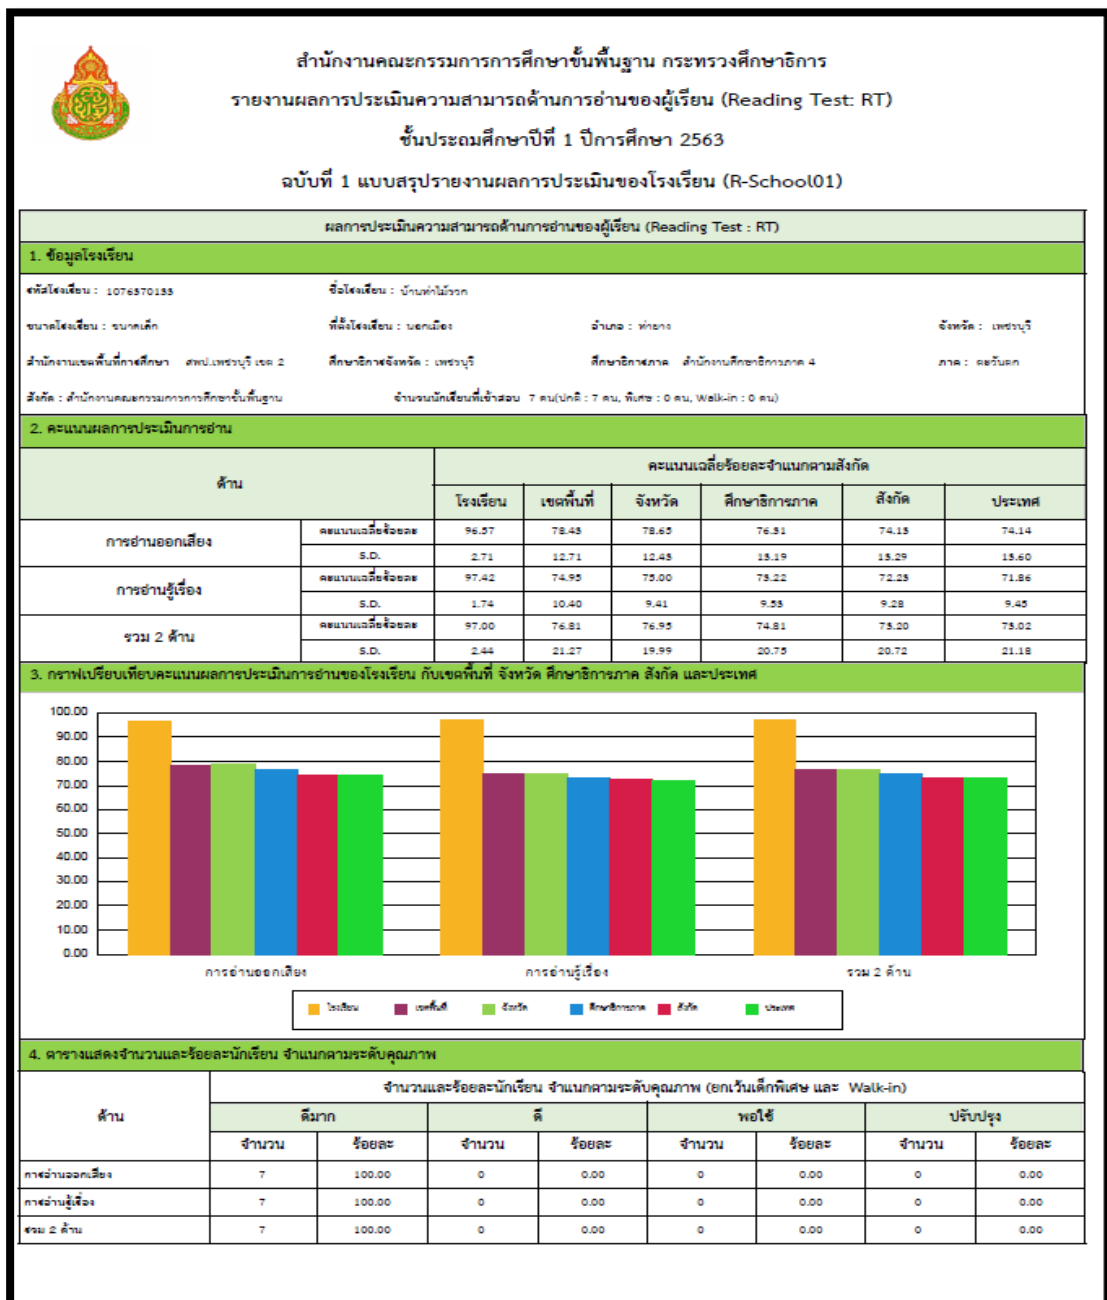 สำนักงานคณะกรรมการการศึกษาขั้นพื้นฐาน กระทรวงศึกษาธิการ
รายงานผลการประเมินความสามารถด้านการอ่านของผู้เรียน (Reading Test: RT)
ชั้นประถมศึกษาปีที่ 1 ปีการศึกษา 2563
ฉบับที่ 1 แบบสรุปรายงานผลการประเมินของโรงเรียน (R-School01)
ผลการประเมินความสามารถด้านการอ่านของผู้เรียน (Reading Test : RT)
1. ข้อมูลโรงเรียน
รหัสโรงเรียน : 1076370133 ชื่อโรงเรียน : บ้านท่าไม้รวก
ขนาดโรงเรียน : ขนาดเล็ก ที่ตั้งโรงเรียน : นอกเมือง อำเภอ : ท่ายาง จังหวัด : เพชรบุรี
สำนักงานเขตพื้นที่การศึกษา สพป.เพชรบุรี เขต 2 ศึกษาธิการจังหวัด : เพชรบุรี ศึกษาธิการภาค สำนักงานศึกษาธิการภาค 4 ภาค : ตะวันตก
สังกัด : สำนักงานคณะกรรมการการศึกษาขั้นพื้นฐาน จำนวนนักเรียนที่เข้าสอบ 7 คน(ปกติ : 7 คน, พิเศษ : 0 คน, Walk-in : 0 คน)
2. คะแนนผลการประเมินการอ่าน
ด้าน คะแนนเฉลี่ยร้อยละจำแนกตามสังกัด
โรงเรียน เขตพื้นที่ จังหวัด ศึกษาธิการภาค สังกัด ประเทศ
การอ่านออกเสียง คะแนนเฉลี่ยร้อยละ 96.57 78.43 78.65 76.31 74.13 74.14
S.D. 2.71 12.71 12.43 13.19 13.29 13.60
การอ่านรู้เรื่อง คะแนนเฉลี่ยร้อยละ 97.42 74.95 75.00 73.22 72.23 71.86
S.D. 1.74 10.40 9.41 9.53 9.28 9.45
รวม 2 ด้าน คะแนนเฉลี่ยร้อยละ 97.00 76.81 76.95 74.81 73.20 73.02
S.D. 2.44 21.27 19.99 20.75 20.72 21.18
3. กราฟเปรียบเทียบคะแนนผลการประเมินการอ่านของโรงเรียน กับเขตพื้นที่ จังหวัด ศึกษาธิการภาค สังกัด และประเทศ
100.00
90.00
80.00
70.00
60.00
50.00
40.00
30.00
20.00
10.00
0.00
การอ่านออกเสียง การอ่านรู้เรื่อง รวม 2 ด้าน
โรงเรียน เขตพื้นที่ จังหวัด ศึกษาธิการภาค สังกัด ประเทศ
4. ตารางแสดงจำนวนและร้อยละนักเรียน จำแนกตามระดับคุณภาพ
ด้าน จำนวนและร้อยละนักเรียน จำแนกตามระดับคุณภาพ (ยกเว้นเด็กพิเศษ และ Walk-in)
ดีมาก ดี พอใช้ ปรับปรุง
จำนวน ร้อยละ จำนวน ร้อยละ จำนวน ร้อยละ จำนวน ร้อยละ
การอ่านออกเสียง 7 100.00 0 0.00 0 0.00 0 0.00
การอ่านรู้เรื่อง 7 100.00 0 0.00 0 0.00 0 0.00
รวม 2 ด้าน 7 100.00 0 0.00 0 0.00 0 0.00